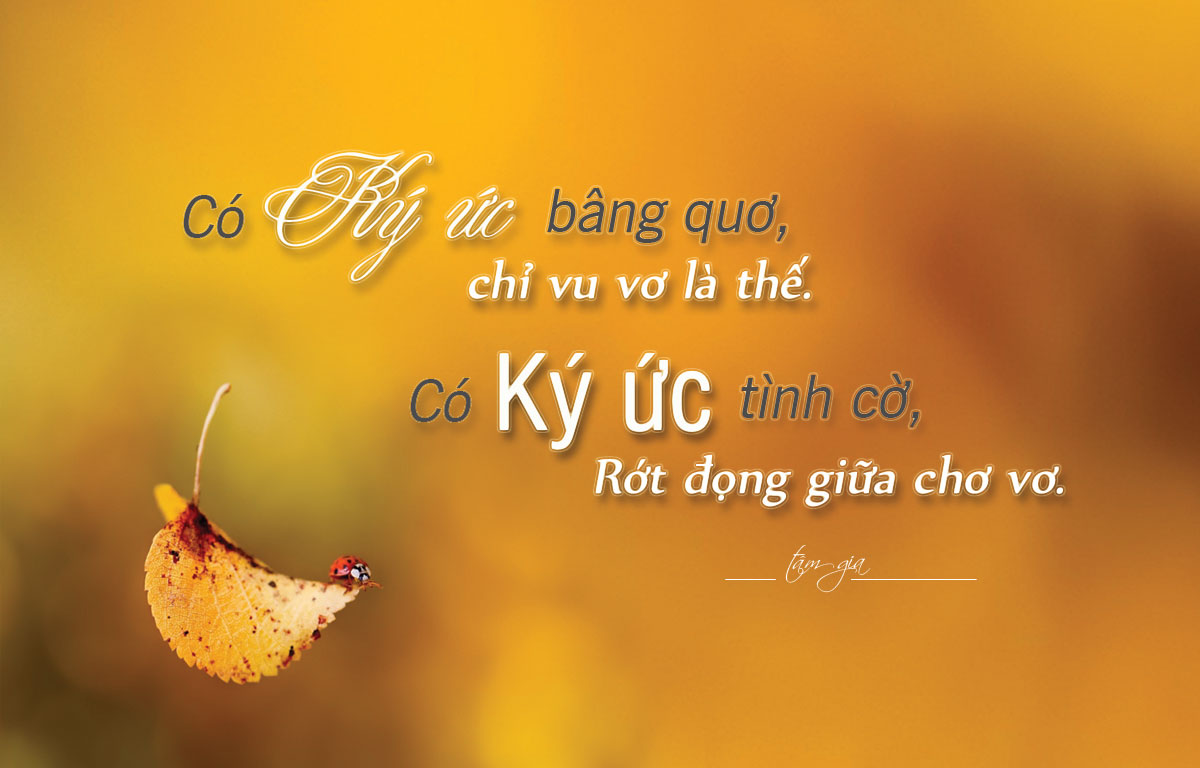 Có Ký ức bâng quơ,
chỉ vu vơ là thế.
Có Ký ức tình cờ,
Rớt đọng giữa chơ vơ.
tâm gia